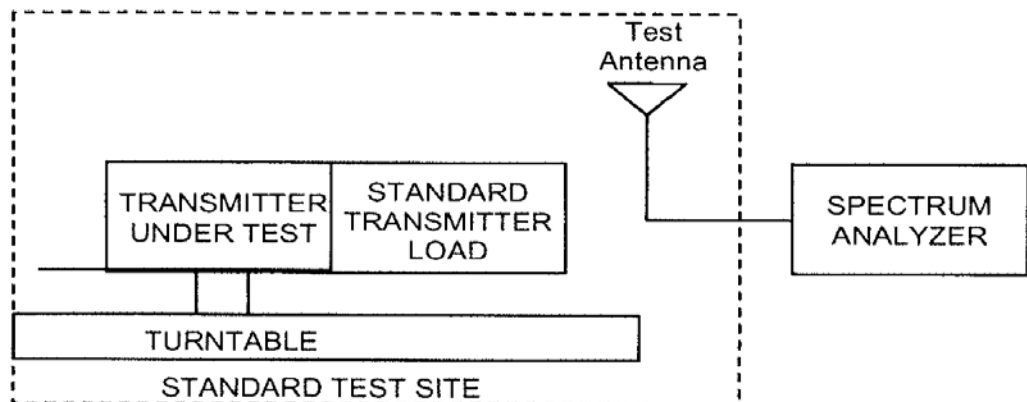 Test
Antenna
TRANSMITTER
UNDER TEST
STANDARD
TRANSMITTER
LOAD
SPECTRUM
ANALYZER
TURNTABLE
STANDARD TEST SITE